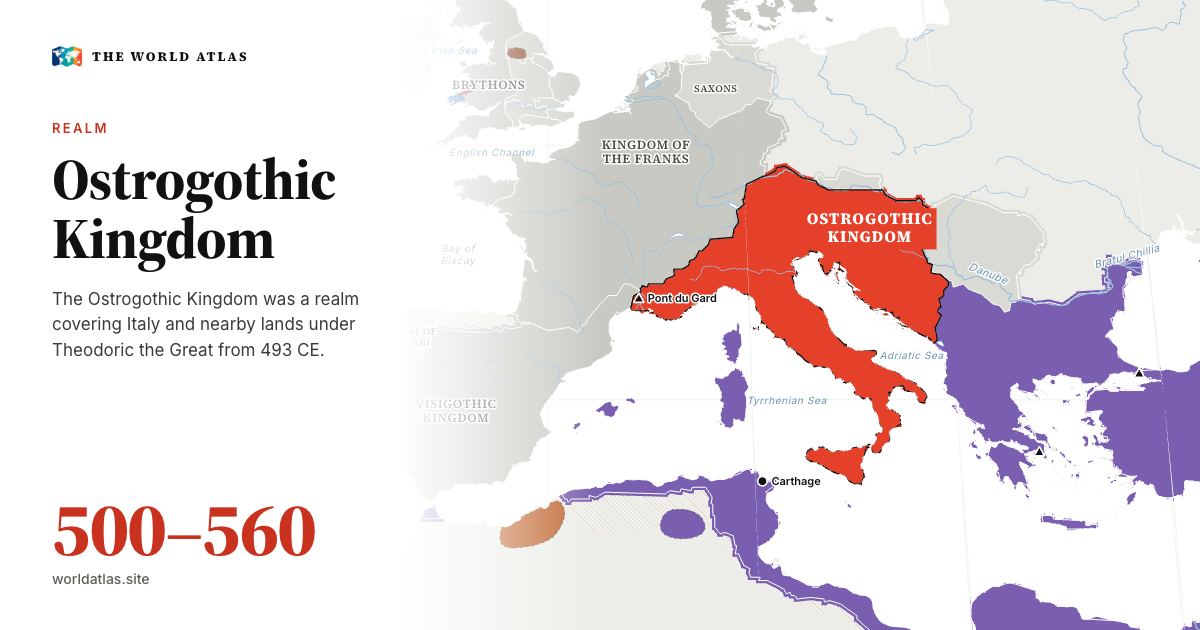 THE WORLD ATLAS
REALM
Ostrogothic
Kingdom
The Ostrogothic Kingdom was a realm
covering Italy and nearby lands under
Theodoric the Great from 493 CE.
500–560
worldatlas.site
Irish Sea
BRYTHONS
SAXONS
English Channel
KINGDOM OF
THE FRANKS
OSTROGOTHIC
KINGDOM
Bay of
Biscay
Danube
Bratul Chillia
Pont du Gard
Adriatic Sea
VISIGOTHIC
KINGDOM
Tyrrhenian Sea
Carthage